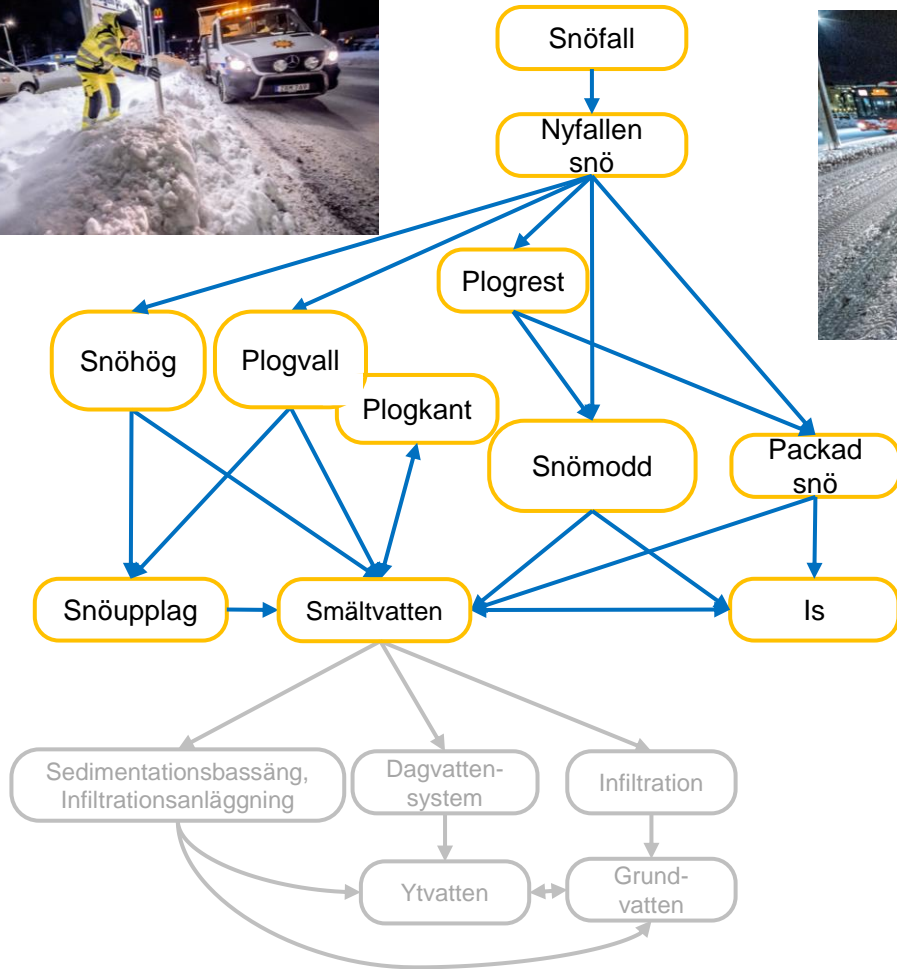 Snöfall
Nyfallen
snö
Plogrest
Snöhög
Plogvall
Plogkant
Snömodd
Packad
snö
Snöupplag
Smältvatten
Is
Sedimentationsbassäng,
Infiltrationsanläggning
Dagvatten-
system
Infiltration
Ytvatten
Grund-
vatten